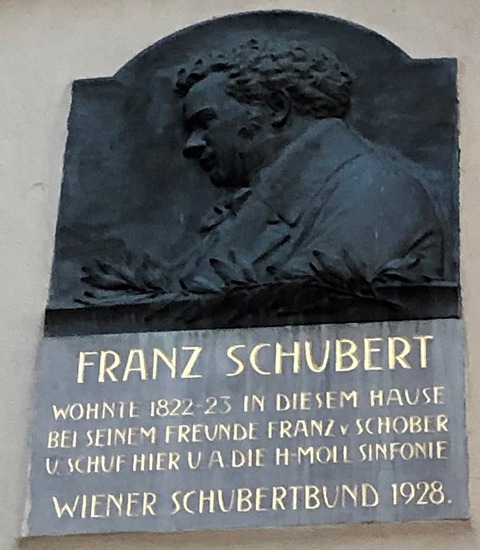 FRANZ SCHUBERT
WOHNTE 1822-23 IN DIESEM HAUSE
BEI SEINEM FREUNDE FRANZ v SCHOBER
U. SCHUF HIER U A. DIE H-MOLL SINFONIE
WIENER SCHUBERTBUND 1928.